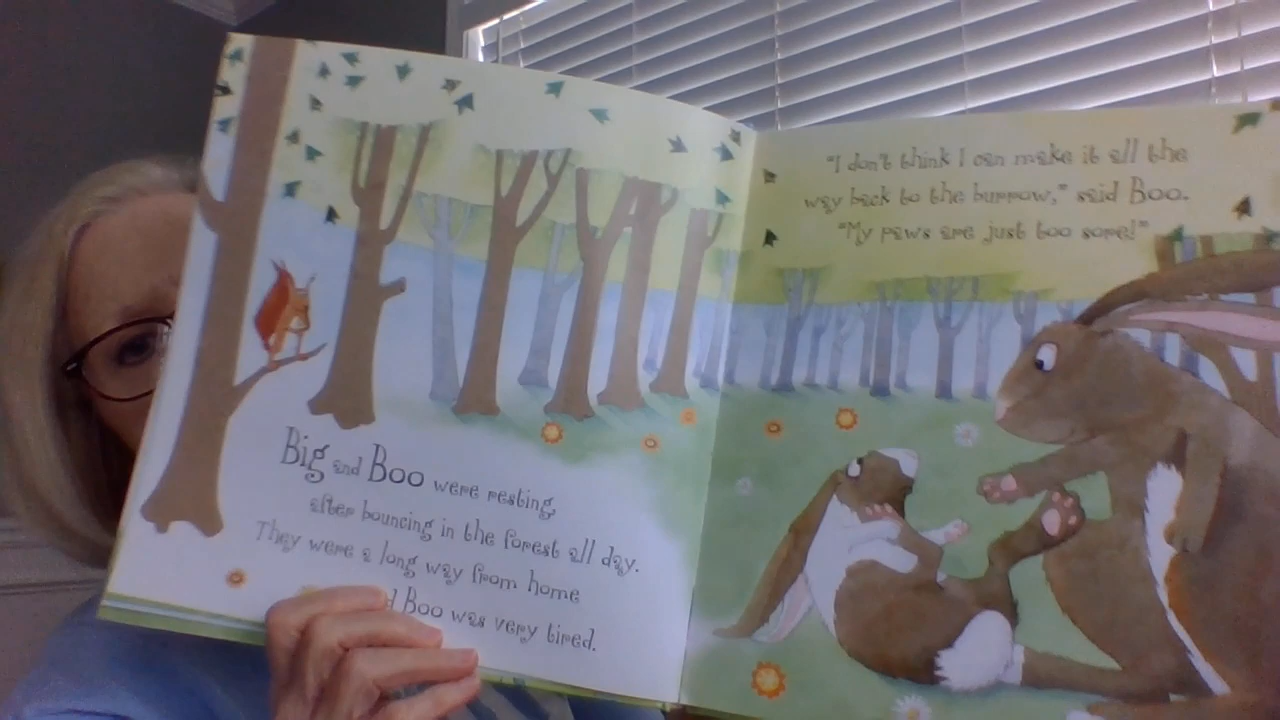 Big and Boo were resting,
after bouncing in the forest all day.
They were a long way from home
Boo was very tired.
"I don't think I can make it all the
way back to the burrow," said Boo.
"My paws are just too sore!"